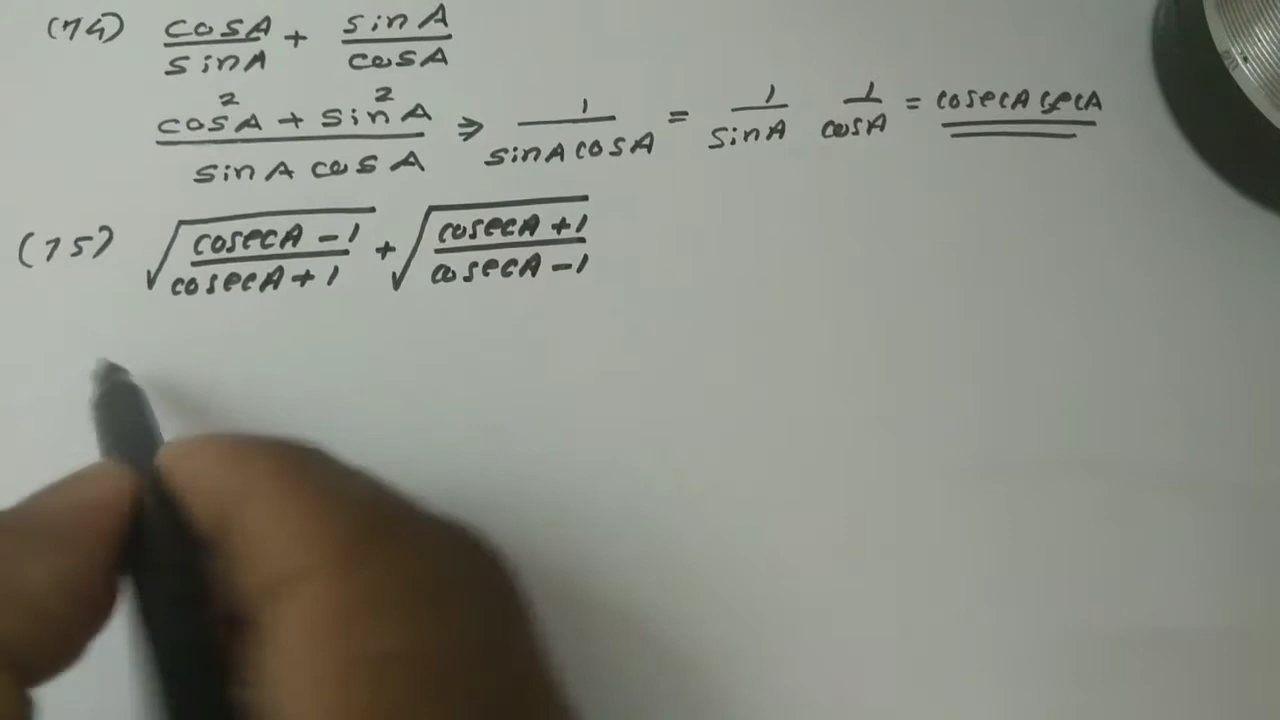 (74) cosA/sinA + sinA/cosA
cos²A + sin²A / sinA cosA ⇒ 1/sinA cosA = 1/sinA 1/cosA = cosecA secA
(75) √(cosecA - 1 / cosecA + 1) + √(cosecA + 1 / cosecA - 1)